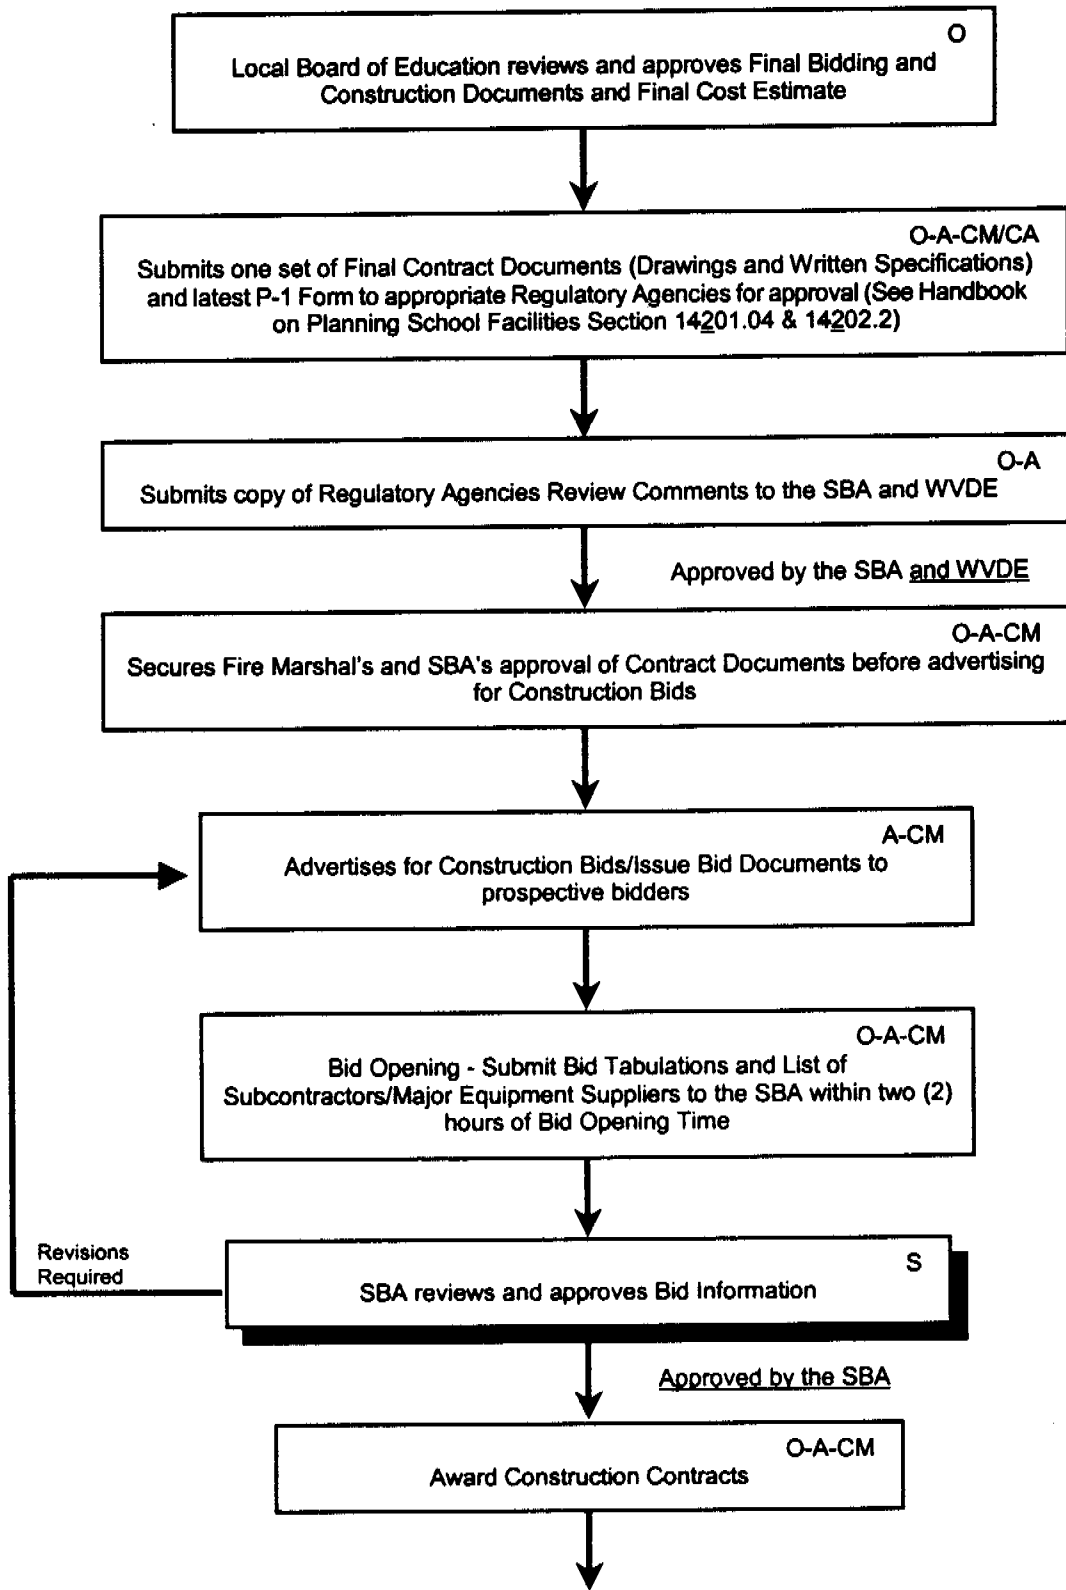 O
Local Board of Education reviews and approves Final Bidding and
Construction Documents and Final Cost Estimate
O-A-CM/CA
Submits one set of Final Contract Documents (Drawings and Written Specifications)
and latest P-1 Form to appropriate Regulatory Agencies for approval (See Handbook
on Planning School Facilities Section 14201.04 & 14202.2)
O-A
Submits copy of Regulatory Agencies Review Comments to the SBA and WVDE
Approved by the SBA and WVDE
O-A-CM
Secures Fire Marshal's and SBA's approval of Contract Documents before advertising
for Construction Bids
A-CM
Advertises for Construction Bids/Issue Bid Documents to
prospective bidders
O-A-CM
Bid Opening - Submit Bid Tabulations and List of
Subcontractors/Major Equipment Suppliers to the SBA within two (2)
hours of Bid Opening Time
Revisions
Required
S
SBA reviews and approves Bid Information
Approved by the SBA
O-A-CM
Award Construction Contracts